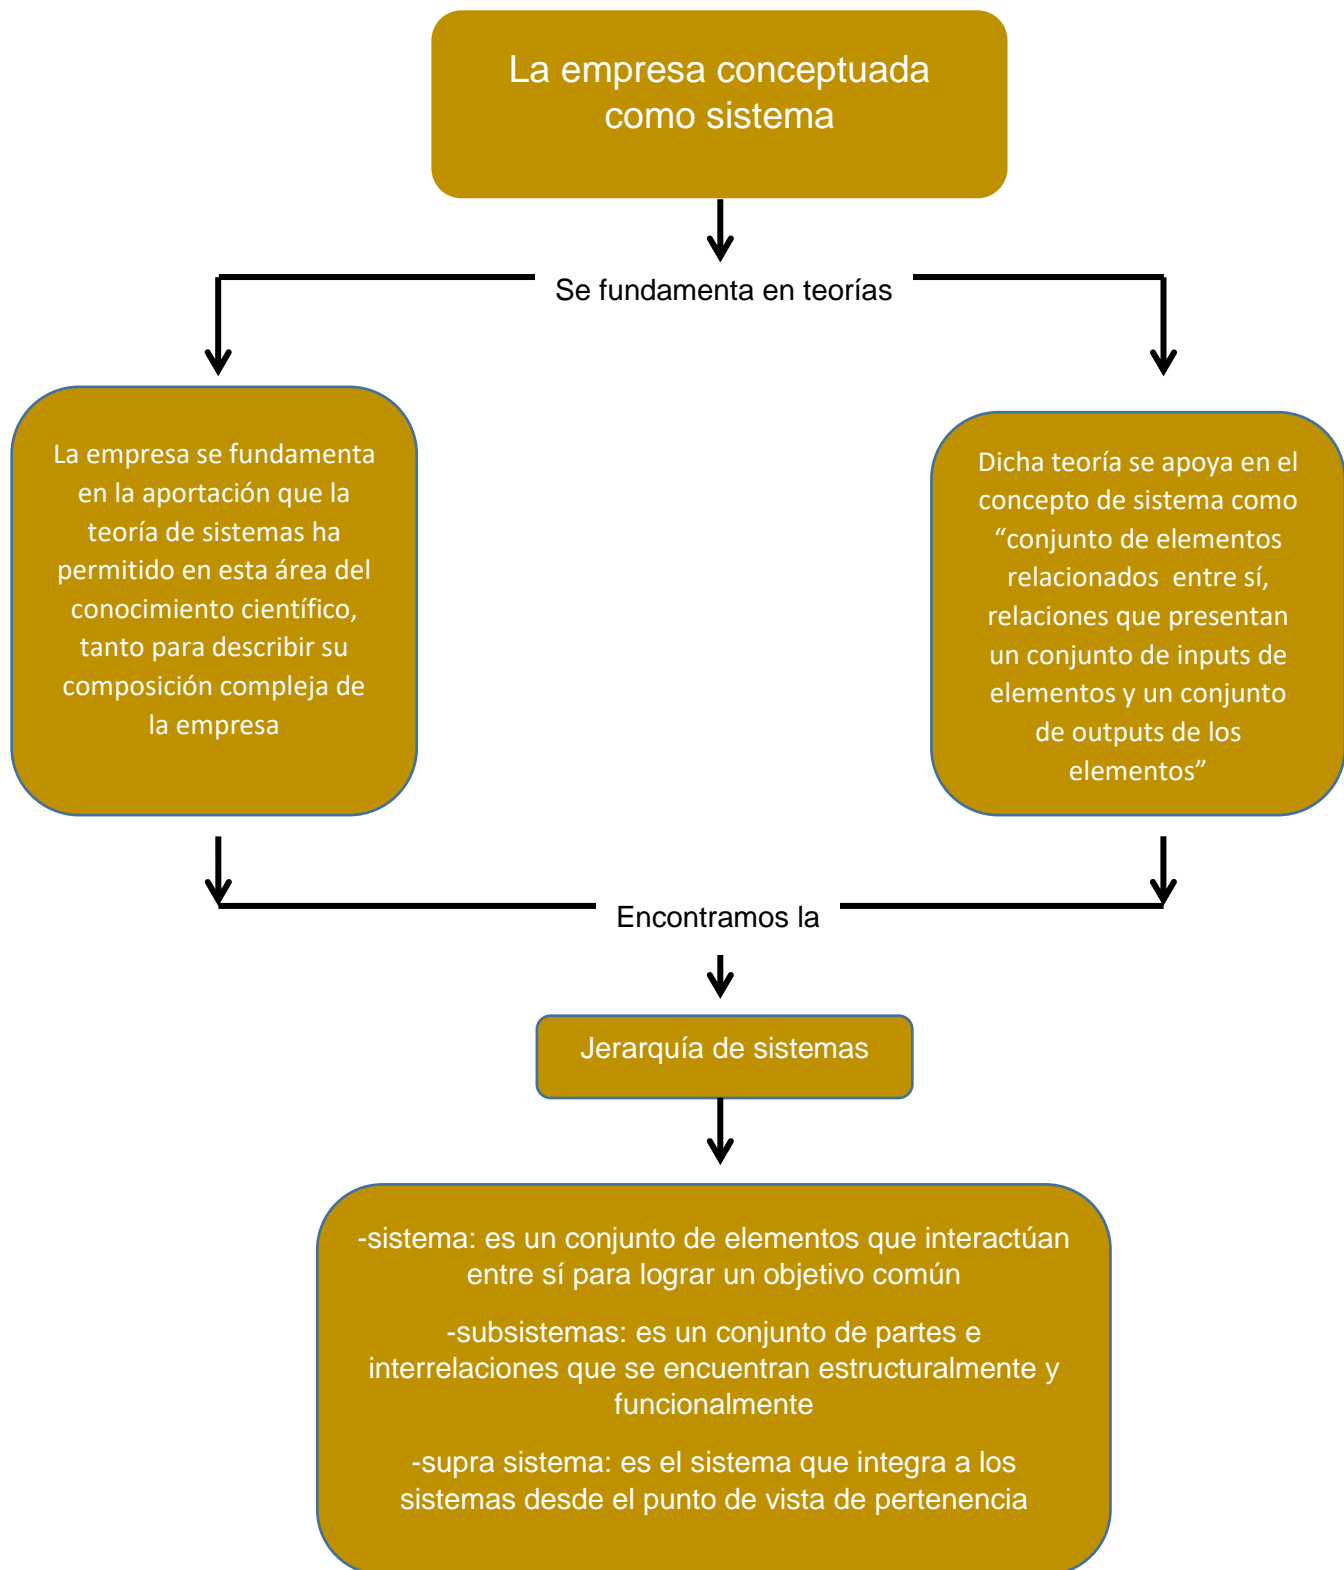 La empresa conceptuada
como sistema
Se fundamenta en teorías
La empresa se fundamenta
en la aportación que la
teoría de sistemas ha
permitido en esta área del
conocimiento científico,
tanto para describir su
composición compleja de
la empresa
Dicha teoría se apoya en el
concepto de sistema como
“conjunto de elementos
relacionados  entre sí,
relaciones que presentan
un conjunto de inputs de
elementos y un conjunto
de outputs de los
elementos”
Encontramos la
Jerarquía de sistemas
-sistema: es un conjunto de elementos que interactúan
entre sí para lograr un objetivo común
-subsistemas: es un conjunto de partes e
interrelaciones que se encuentran estructuralmente y
funcionalmente
-supra sistema: es el sistema que integra a los
sistemas desde el punto de vista de pertenencia